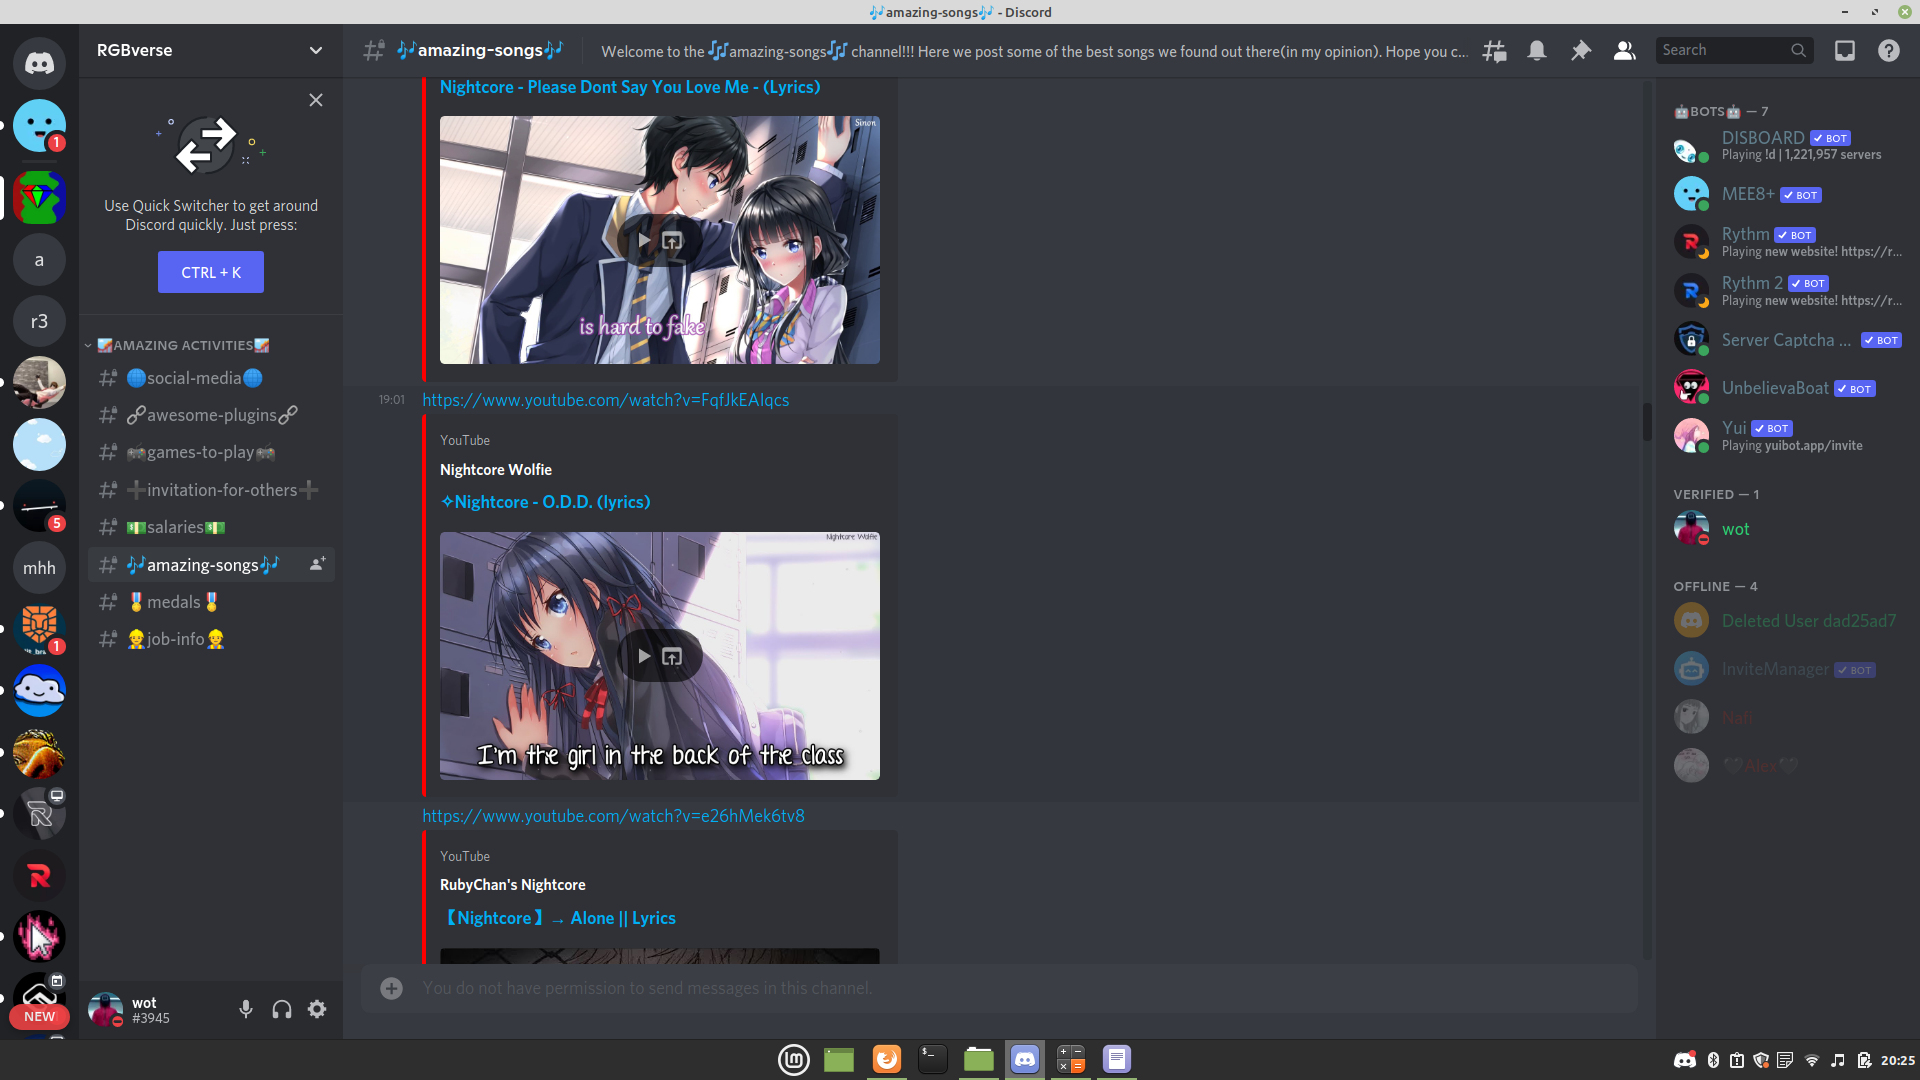 🎶amazing-songs🎶 - Discord
RGBverse
🎶amazing-songs🎶
Welcome to the 🎶amazing-songs🎶 channel!!! Here we post some of the best songs we found out there(in my opinion). Hope you c...
Search
Use Quick Switcher to get around
Discord quickly. Just press:
CTRL + K
AMAZING ACTIVITIES
🌐social-media🌐
🔗awesome-plugins🔗
🎮games-to-play🎮
➕invitation-for-others➕
💵salaries💵
🎶amazing-songs🎶
🎖️medals🎖️
👷job-info👷
1
a
r3
5
mhh
1
NEW
wot
#3945
Nightcore - Please Dont Say You Love Me - (Lyrics)
Sinon
is hard to fake
19:01
https://www.youtube.com/watch?v=FqfJkEAIqcs
YouTube
Nightcore Wolfie
✧Nightcore - O.D.D. (lyrics)
Nightcore Wolfie
I'm the girl in the back of the class
https://www.youtube.com/watch?v=e26hMek6tv8
YouTube
RubyChan's Nightcore
【Nightcore】→ Alone || Lyrics
You do not have permission to send messages in this channel.
🤖BOTS🤖 — 7
DISBOARD ✓ BOT
Playing !d | 1,221,957 servers
MEE8+ ✓ BOT
Rythm ✓ BOT
Playing new website! https://r...
Rythm 2 ✓ BOT
Playing new website! https://r...
Server Captcha ... ✓ BOT
UnbelievaBoat ✓ BOT
Yui ✓ BOT
Playing yuibot.app/invite
VERIFIED — 1
wot
OFFLINE — 4
Deleted User dad25ad7
InviteManager ✓ BOT
Nafi
🖤Alex🖤
20:25